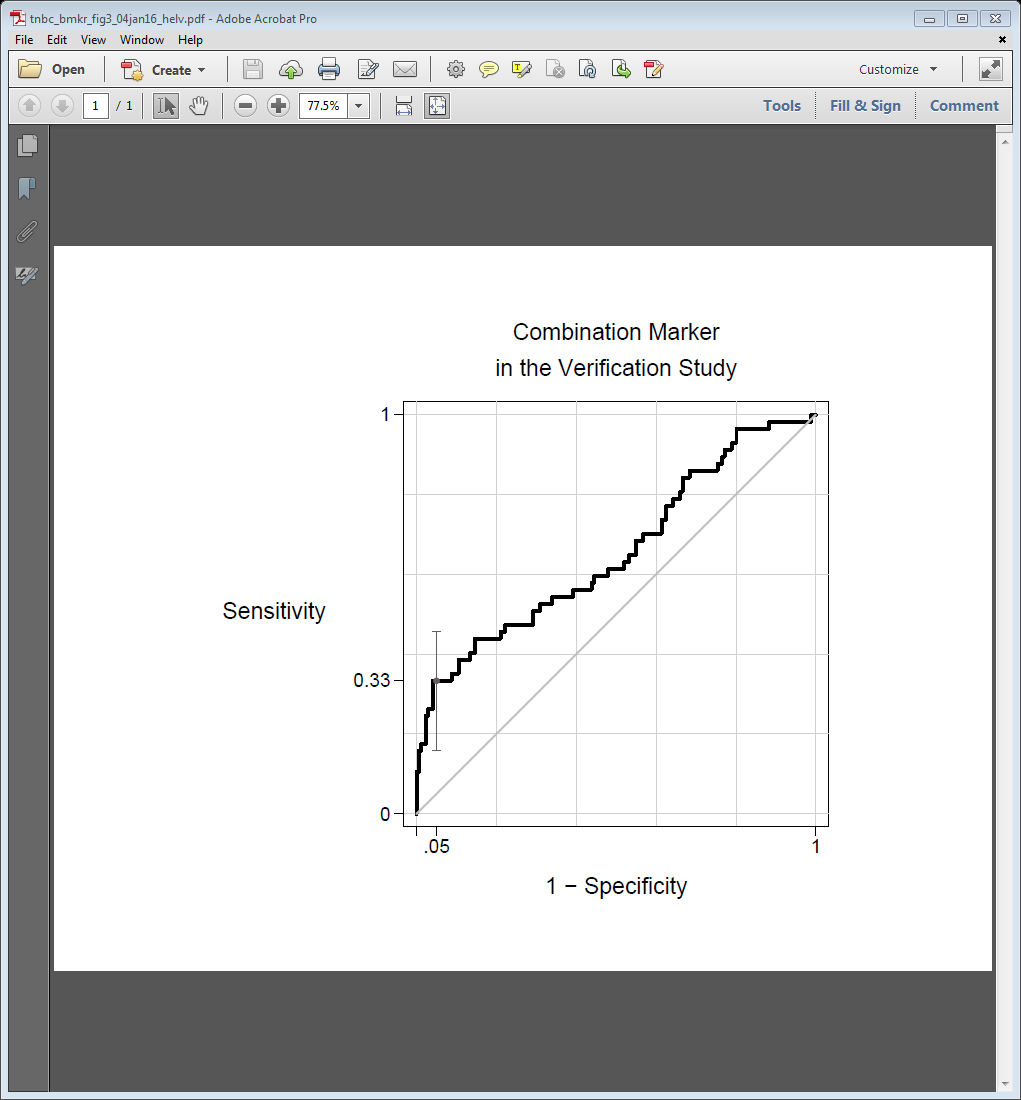 tnbc_bmkr_fig3_04jan16_helv.pdf - Adobe Acrobat Pro
File Edit View Window Help
Open Create Customize
1 / 1 77.5% Tools Fill & Sign Comment
Combination Marker
in the Verification Study
1
Sensitivity
0.33
0
.05 1
1 − Specificity